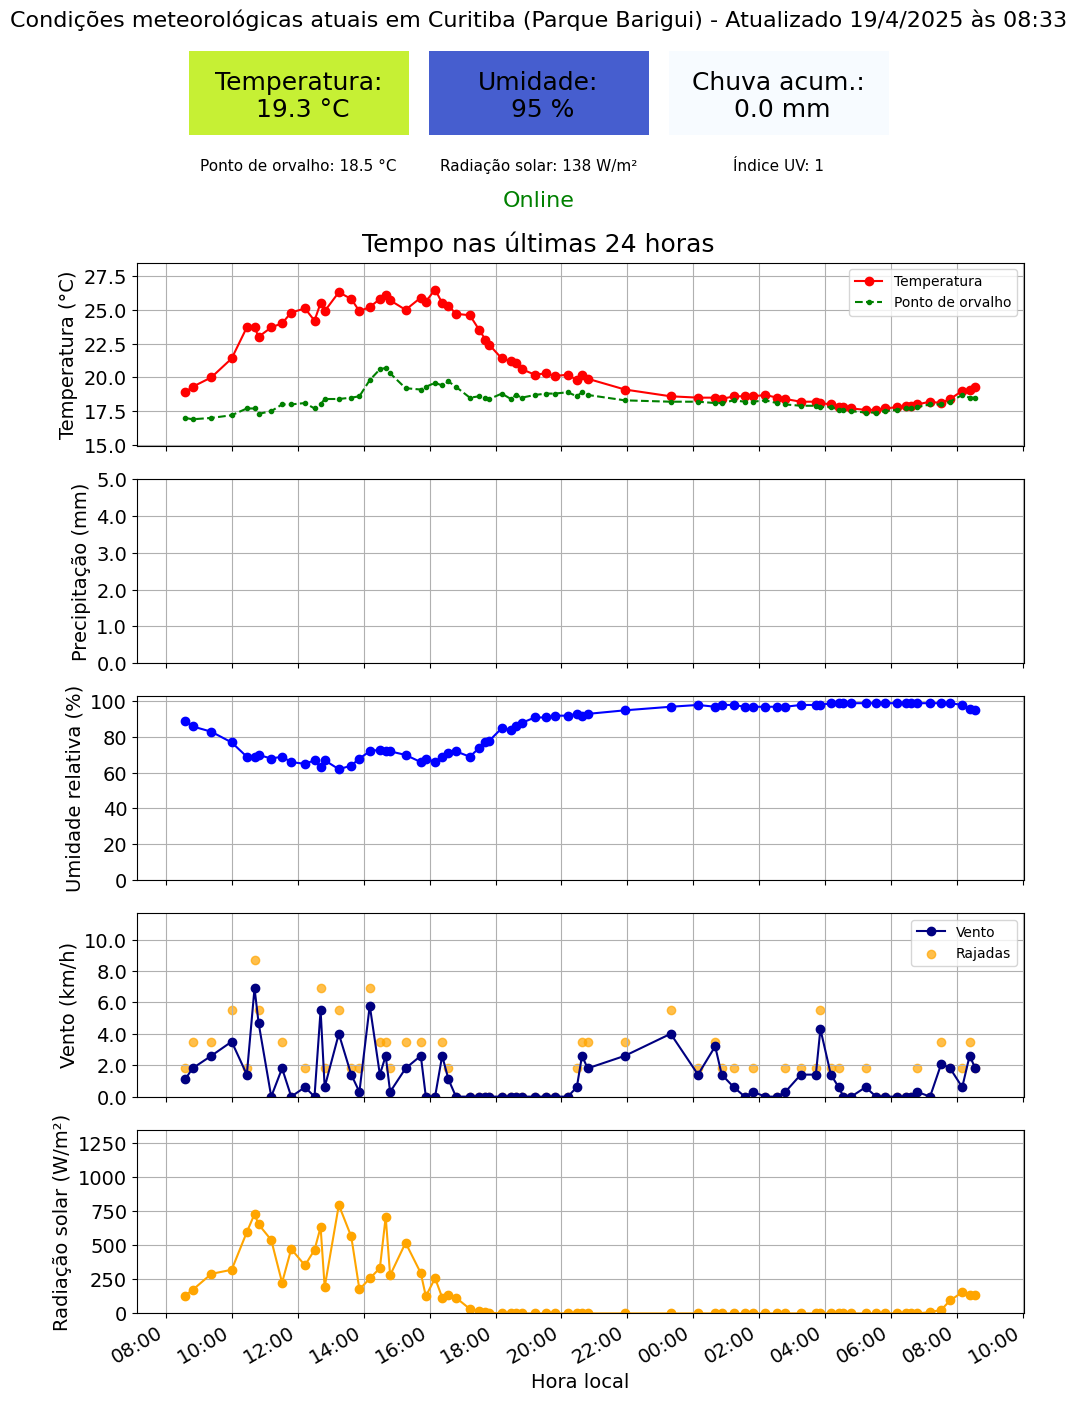 Condições meteorológicas atuais em Curitiba (Parque Barigui) - Atualizado 19/4/2025 às 08:33
Temperatura:
19.3 °C
Umidade:
95 %
Chuva acum.:
0.0 mm
Ponto de orvalho: 18.5 °C
Radiação solar: 138 W/m²
Índice UV: 1
Online
Tempo nas últimas 24 horas
Temperatura (°C)
27.5
25.0
22.5
20.0
17.5
15.0
Temperatura
Ponto de orvalho
Precipitação (mm)
5.0
4.0
3.0
2.0
1.0
0.0
Umidade relativa (%)
100
80
60
40
20
0
Vento (km/h)
10.0
8.0
6.0
4.0
2.0
0.0
Vento
Rajadas
Radiação solar (W/m²)
1250
1000
750
500
250
0
08:00
10:00
12:00
14:00
16:00
18:00
20:00
22:00
00:00
02:00
04:00
06:00
08:00
10:00
Hora local